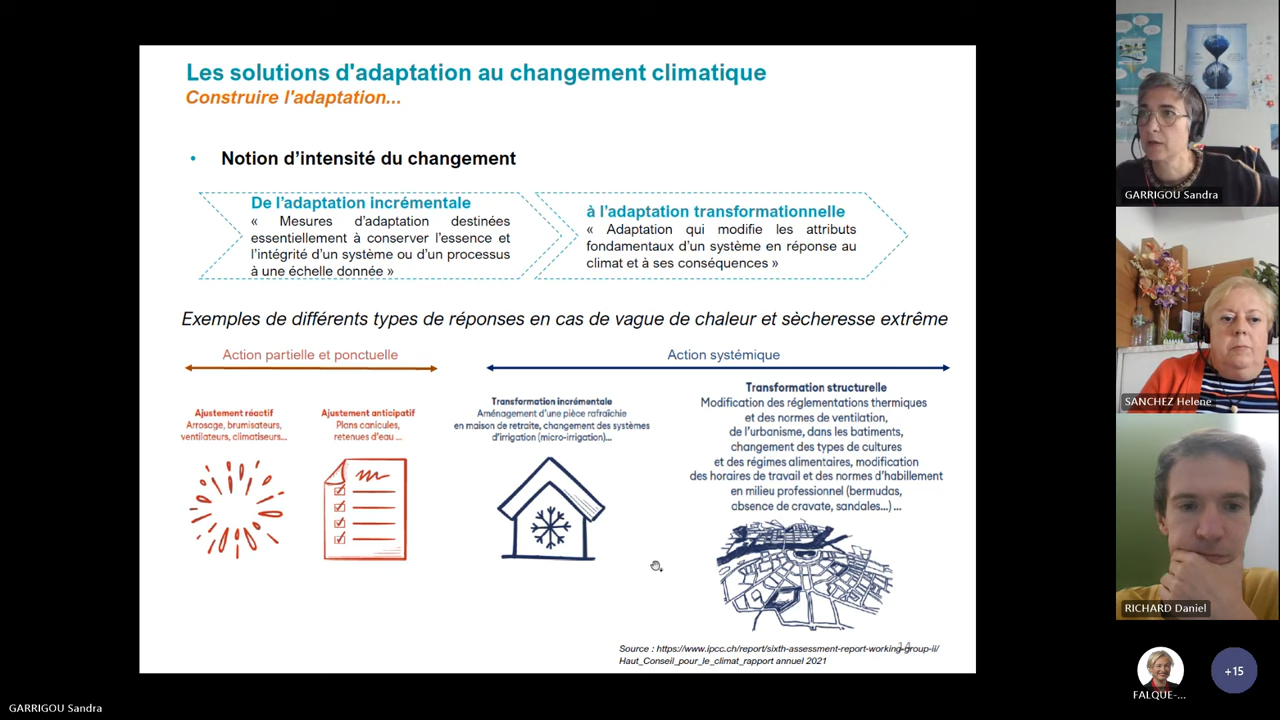 Les solutions d'adaptation au changement climatique
Construire l'adaptation...
• Notion d'intensité du changement
De l'adaptation incrémentale
« Mesures d'adaptation destinées
essentiellement à conserver l'essence et
l'intégrité d'un système ou d'un processus
à une échelle donnée »
à l'adaptation transformationnelle
« Adaptation qui modifie les attributs
fondamentaux d'un système en réponse au
climat et à ses conséquences »
Exemples de différents types de réponses en cas de vague de chaleur et sècheresse extrême
Action partielle et ponctuelle
Action systémique
Ajustement réactif
Arrosage, brumisateurs,
ventilateurs, climatiseurs...
Ajustement anticipatif
Plans canicules,
retenues d'eau ...
Transformation incrémentale
Aménagement d'une pièce rafraîchie
en maison de retraite, changement des systèmes
d'irrigation (micro-irrigation)...
Transformation structurelle
Modification des réglementations thermiques
et des normes de ventilation,
de l'urbanisme, dans les batiments,
changement des types de cultures
et des régimes alimentaires, modification
des horaires de travail et des normes d'habillement
en milieu professionnel (bermudas,
absence de cravate, sandales...) ...
14
Source : https://www.ipcc.ch/report/sixth-assessment-report-working-group-ii/
Haut_Conseil_pour_le_climat_rapport annuel 2021
GARRIGOU Sandra
SANCHEZ Helene
RICHARD Daniel
FALQUE-...
+15
GARRIGOU Sandra